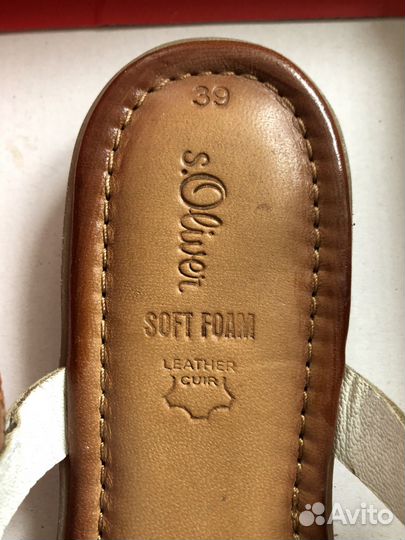 39
s.Oliver
SOFT FOAM
LEATHER
CUIR
Avito